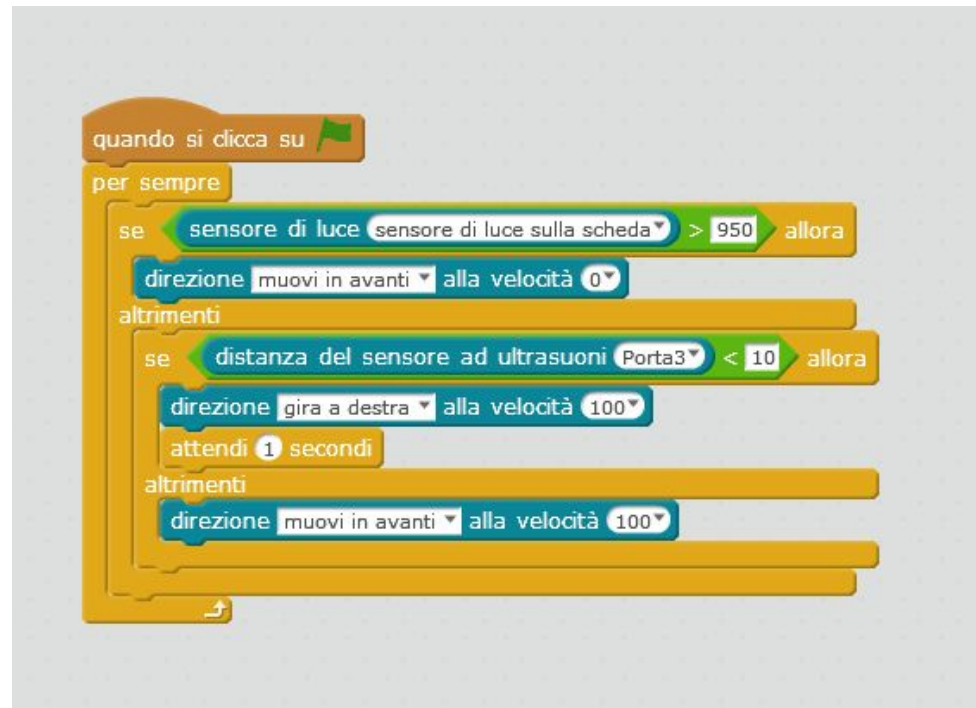 quando si clicca su
per sempre
se sensore di luce sensore di luce sulla scheda > 950 allora
direzione muovi in avanti alla velocità 0
altrimenti
se distanza del sensore ad ultrasuoni Porta3 < 10 allora
direzione gira a destra alla velocità 100
attendi 1 secondi
altrimenti
direzione muovi in avanti alla velocità 100